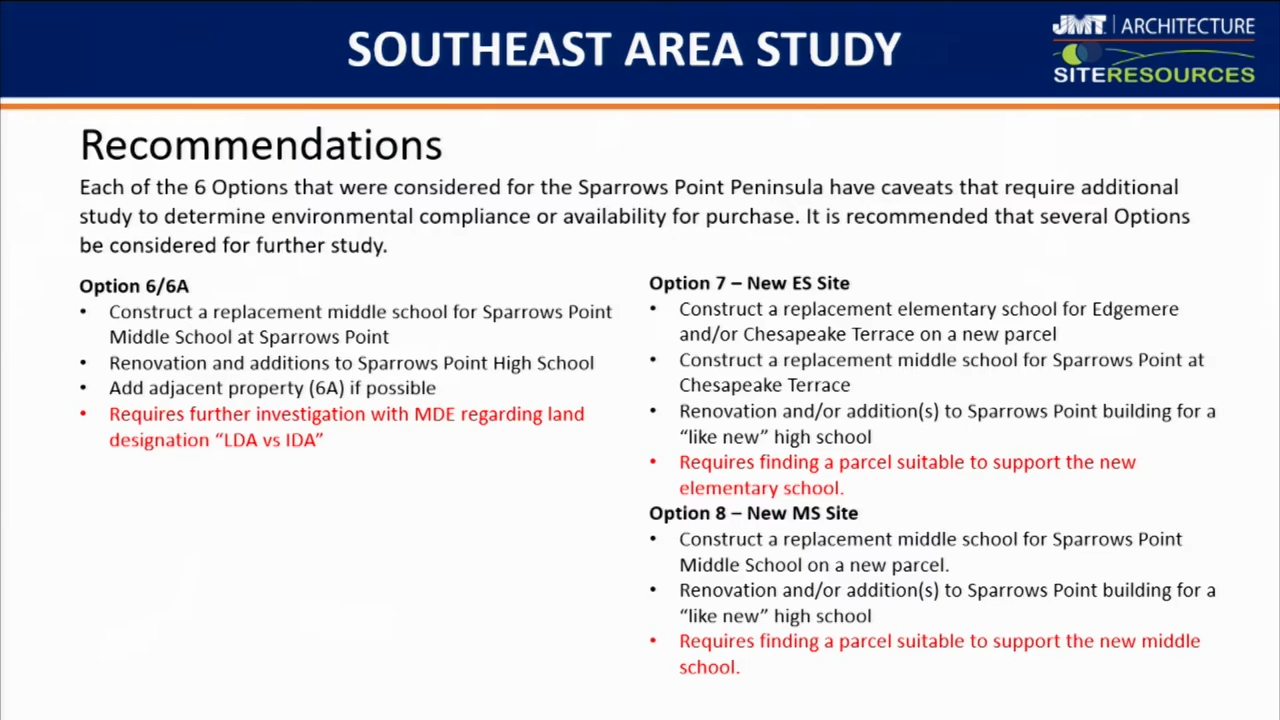 SOUTHEAST AREA STUDY
JMT | ARCHITECTURE
SITERESOURCES
Recommendations
Each of the 6 Options that were considered for the Sparrows Point Peninsula have caveats that require additional
study to determine environmental compliance or availability for purchase. It is recommended that several Options
be considered for further study.
Option 6/6A
• Construct a replacement middle school for Sparrows Point
Middle School at Sparrows Point
• Renovation and additions to Sparrows Point High School
• Add adjacent property (6A) if possible
• Requires further investigation with MDE regarding land
designation “LDA vs IDA”
Option 7 – New ES Site
• Construct a replacement elementary school for Edgemere
and/or Chesapeake Terrace on a new parcel
• Construct a replacement middle school for Sparrows Point at
Chesapeake Terrace
• Renovation and/or addition(s) to Sparrows Point building for a
“like new” high school
• Requires finding a parcel suitable to support the new
elementary school.
Option 8 – New MS Site
• Construct a replacement middle school for Sparrows Point
Middle School on a new parcel.
• Renovation and/or addition(s) to Sparrows Point building for a
“like new” high school
• Requires finding a parcel suitable to support the new middle
school.